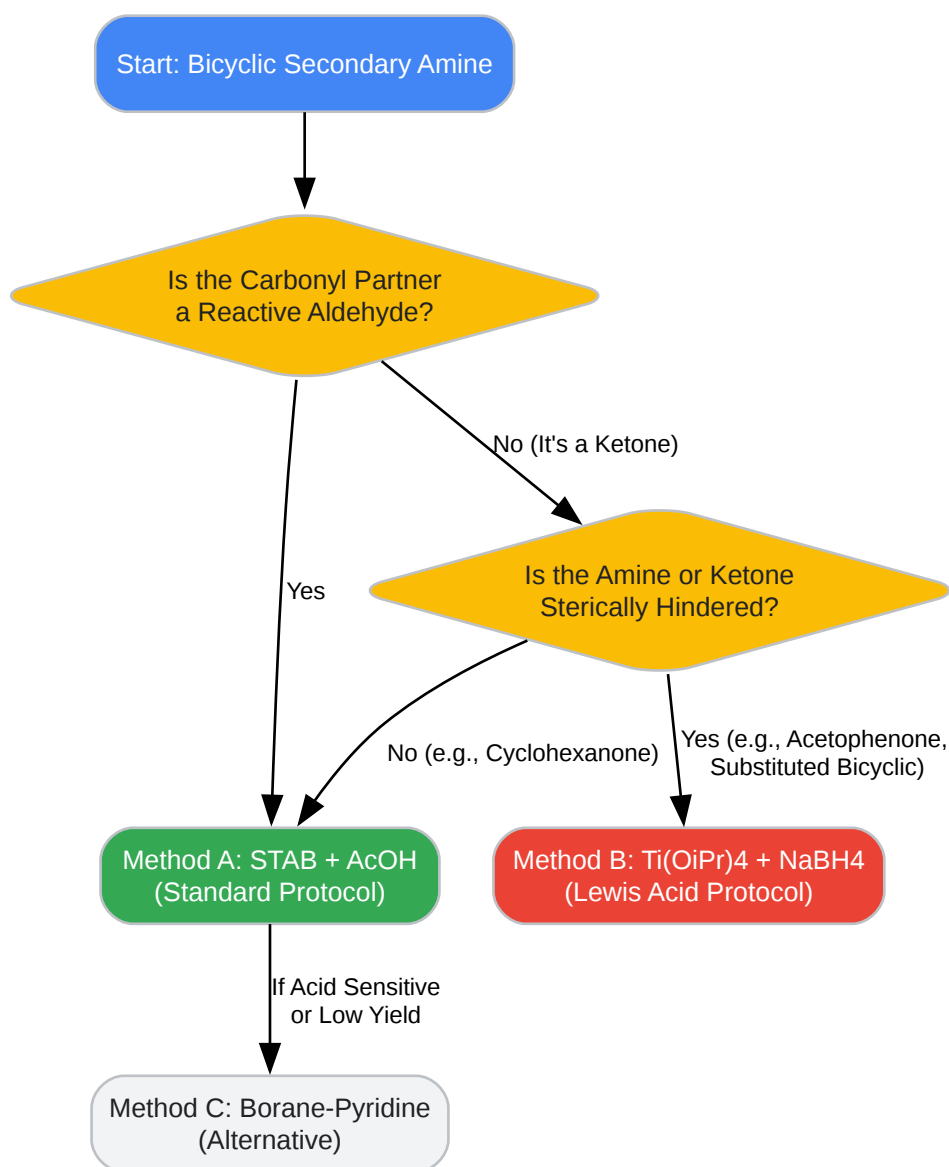 Start: Bicyclic Secondary Amine
Is the Carbonyl Partner
a Reactive Aldehyde?
No (It's a Ketone)
Yes
Is the Amine or Ketone
Sterically Hindered?
No (e.g., Cyclohexanone)
Yes (e.g., Acetophenone,
Substituted Bicyclic)
Method A: STAB + AcOH
(Standard Protocol)
Method B: Ti(OiPr)4 + NaBH4
(Lewis Acid Protocol)
If Acid Sensitive
or Low Yield
Method C: Borane-Pyridine
(Alternative)